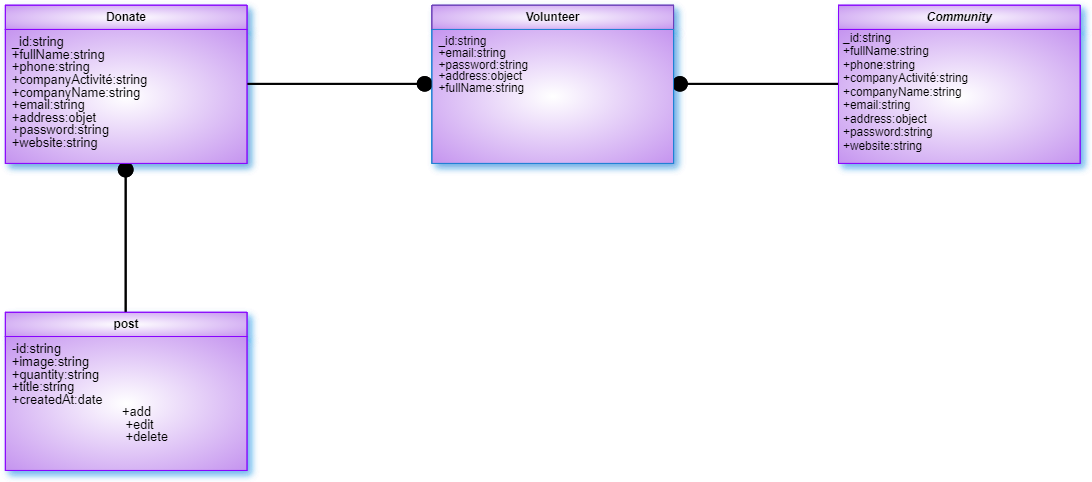 Donate
_id:string
+fullName:string
+phone:string
+companyActivité:string
+companyName:string
+email:string
+address:objet
+password:string
+website:string
Volunteer
_id:string
+email:string
+password:string
+address:object
+fullName:string
Community
_id:string
+fullName:string
+phone:string
+companyActivité:string
+companyName:string
+email:string
+address:object
+password:string
+website:string
post
-id:string
+image:string
+quantity:string
+title:string
+createdAt:date
+add
+edit
+delete